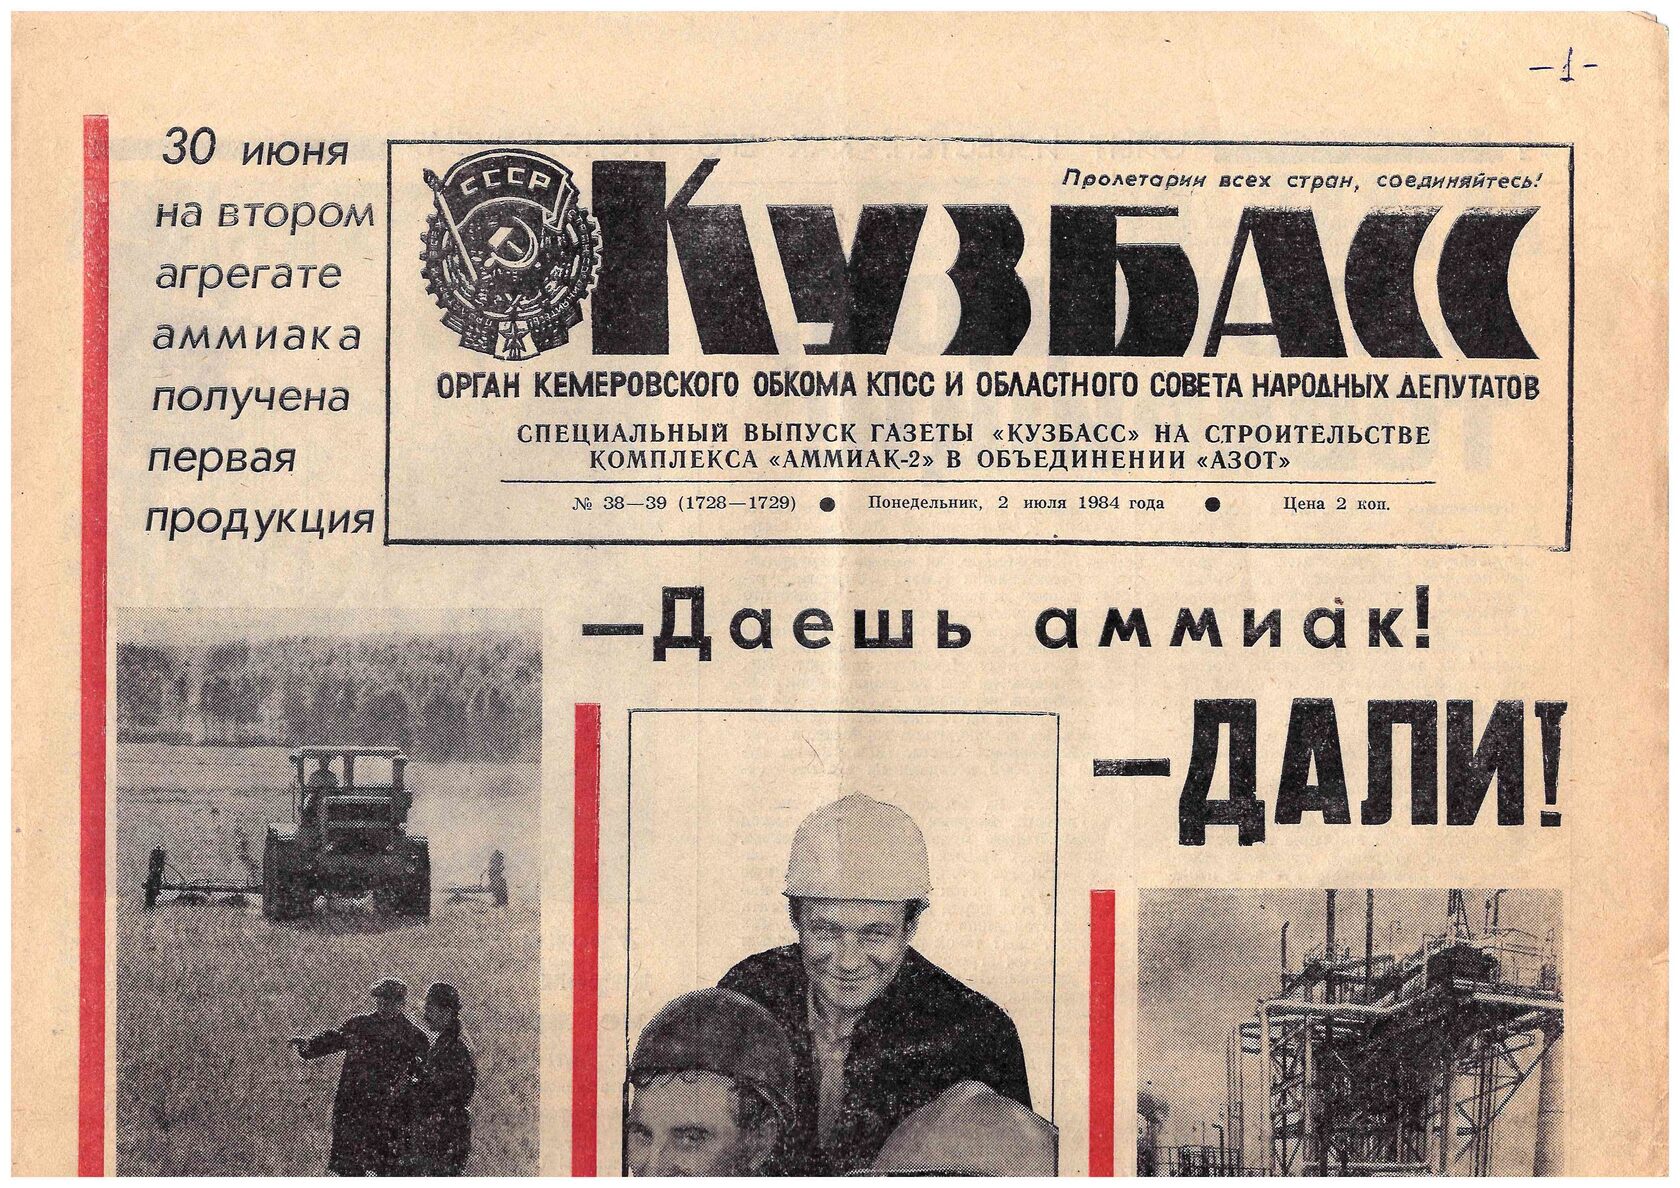 -1-
30 июня
на втором
агрегате
аммиака
получена
первая
продукция
СССР
Пролетарии всех стран, соединяйтесь!
КУЗБАСС
ОРГАН КЕМЕРОВСКОГО ОБКОМА КПСС И ОБЛАСТНОГО СОВЕТА НАРОДНЫХ ДЕПУТАТОВ
СПЕЦИАЛЬНЫЙ ВЫПУСК ГАЗЕТЫ «КУЗБАСС» НА СТРОИТЕЛЬСТВЕ
КОМПЛЕКСА «АММИАК-2» В ОБЪЕДИНЕНИИ «АЗОТ»
№ 38—39 (1728—1729) ● Понедельник, 2 июля 1984 года ● Цена 2 коп.
—Даешь аммиак!
—ДАЛИ!